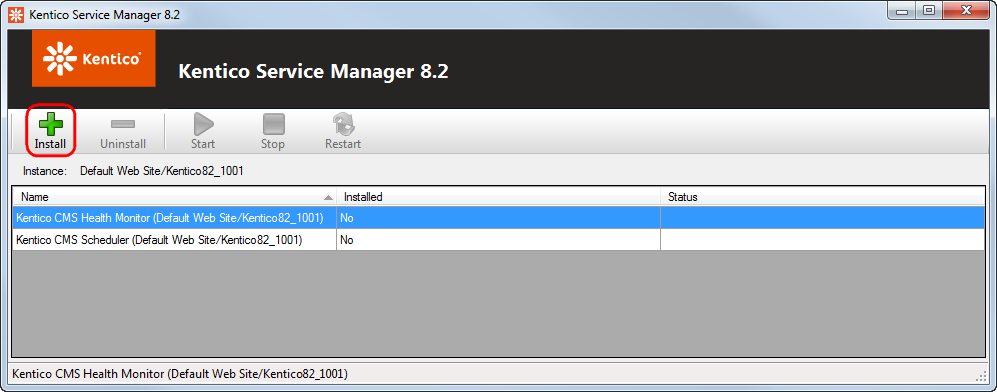 Kentico Service Manager 8.2
Kentico
Kentico Service Manager 8.2
Install Uninstall Start Stop Restart
Instance: Default Web Site/Kentico82_1001
Name Installed Status
Kentico CMS Health Monitor (Default Web Site/Kentico82_1001) No
Kentico CMS Scheduler (Default Web Site/Kentico82_1001) No
Kentico CMS Health Monitor (Default Web Site/Kentico82_1001)